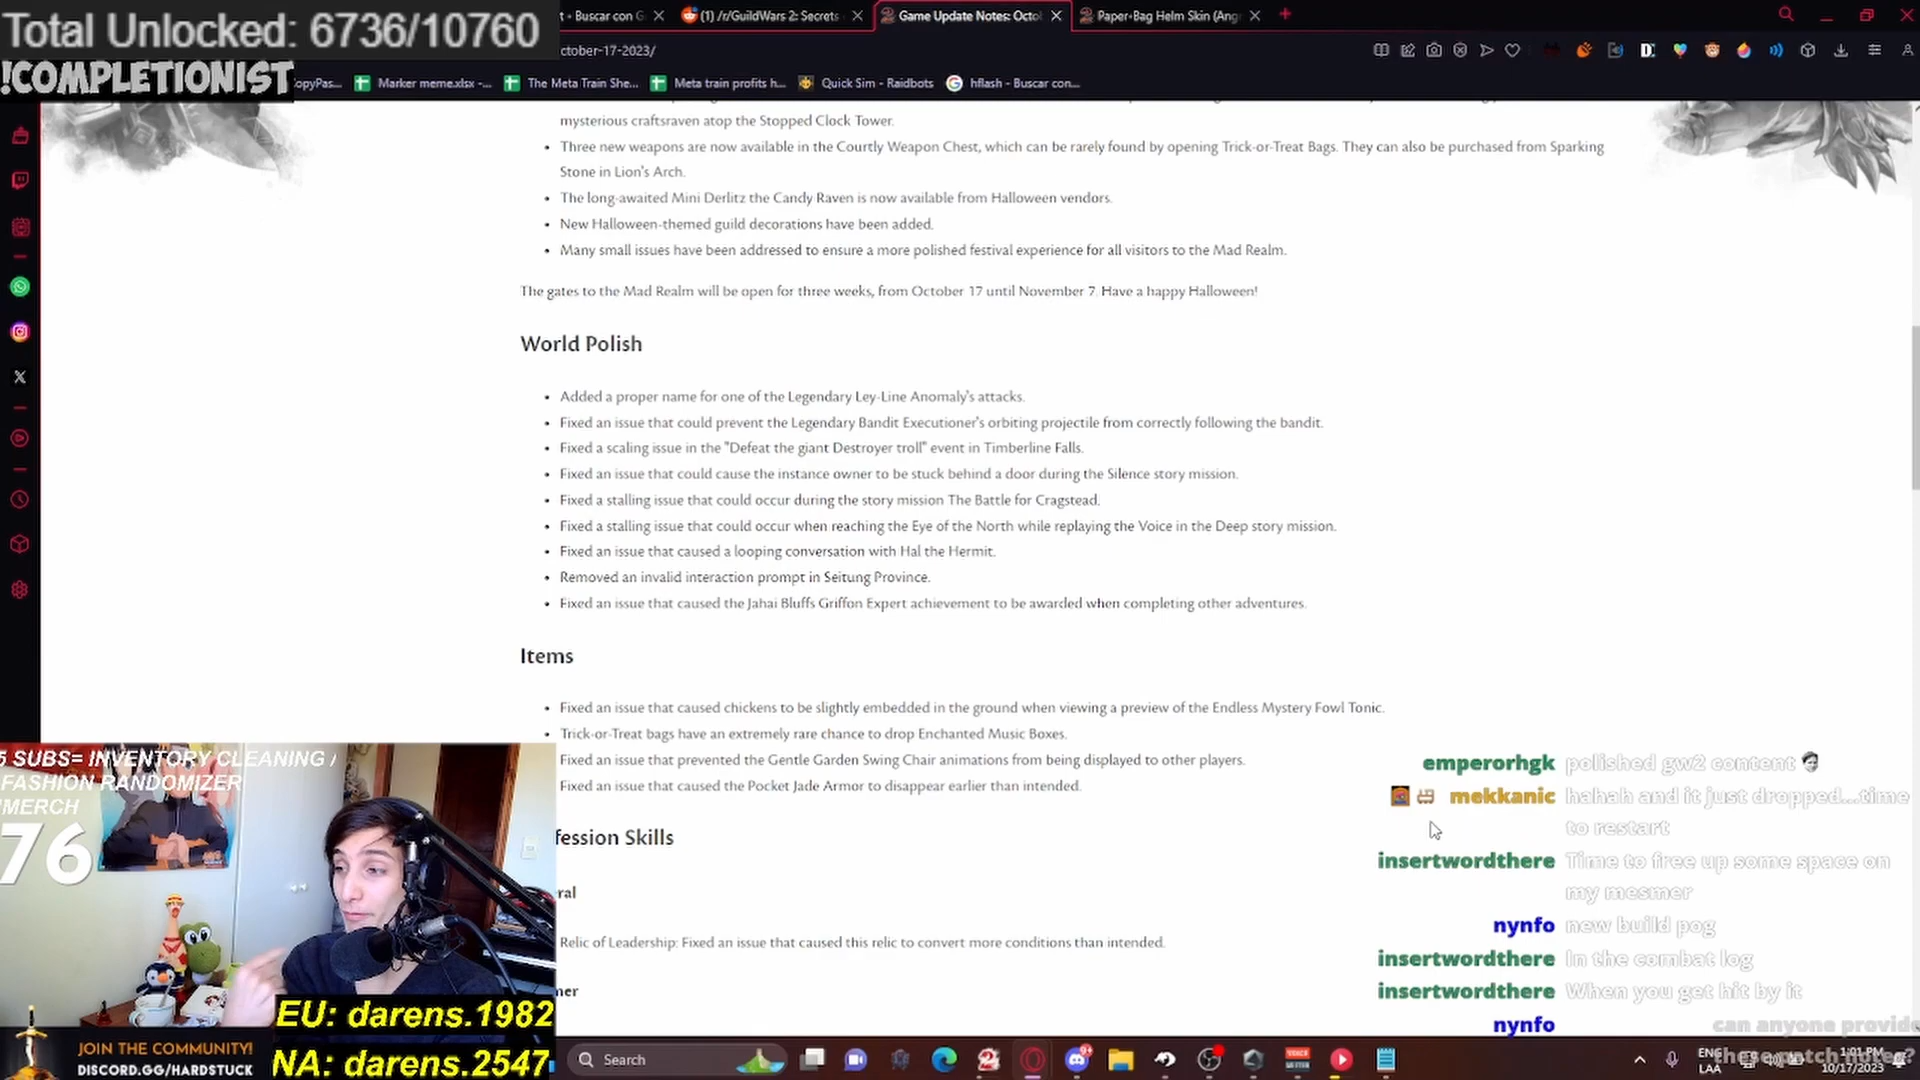 Total Unlocked: 6736/10760
!COMPLETIONIST
t • Buscar con G
(1) /r/GuildWars 2: Secrets
Game Update Notes: Octo
Paper-Bag Helm Skin (Ang
ctober-17-2023/
opyPas...
Marker meme.xlsx -...
The Meta Train She...
Meta train profits h...
Quick Sim - Raidbots
hflash - Buscar con...
mysterious craftsraven atop the Stopped Clock Tower.
Three new weapons are now available in the Courtly Weapon Chest, which can be rarely found by opening Trick-or-Treat Bags. They can also be purchased from Sparking
Stone in Lion's Arch.
The long-awaited Mini Derlitz the Candy Raven is now available from Halloween vendors.
New Halloween-themed guild decorations have been added.
Many small issues have been addressed to ensure a more polished festival experience for all visitors to the Mad Realm.
The gates to the Mad Realm will be open for three weeks, from October 17 until November 7. Have a happy Halloween!
World Polish
Added a proper name for one of the Legendary Ley-Line Anomaly's attacks.
Fixed an issue that could prevent the Legendary Bandit Executioner's orbiting projectile from correctly following the bandit.
Fixed a scaling issue in the "Defeat the giant Destroyer troll" event in Timberline Falls.
Fixed an issue that could cause the instance owner to be stuck behind a door during the Silence story mission.
Fixed a stalling issue that could occur during the story mission The Battle for Cragstead.
Fixed a stalling issue that could occur when reaching the Eye of the North while replaying the Voice in the Deep story mission.
Fixed an issue that caused a looping conversation with Hal the Hermit.
Removed an invalid interaction prompt in Seitung Province.
Fixed an issue that caused the Jahai Bluffs Griffon Expert achievement to be awarded when completing other adventures.
Items
Fixed an issue that caused chickens to be slightly embedded in the ground when viewing a preview of the Endless Mystery Fowl Tonic.
Trick-or-Treat bags have an extremely rare chance to drop Enchanted Music Boxes.
Fixed an issue that prevented the Gentle Garden Swing Chair animations from being displayed to other players.
Fixed an issue that caused the Pocket Jade Armor to disappear earlier than intended.
fession Skills
ral
Relic of Leadership: Fixed an issue that caused this relic to convert more conditions than intended.
ner
5 SUBS= INVENTORY CLEANING /
FASHION RANDOMIZER
MERCH
76
EU: darens.1982
NA: darens.2547
JOIN THE COMMUNITY!
DISCORD.GG/HARDSTUCK
emperorhgk polished gw2 content
mekkanic hahah and it just dropped...time
to restart
insertwordthere Time to free up some space on
my mesmer
nynfo new build pog
insertwordthere In the combat log
insertwordthere When you get hit by it
nynfo can anyone provide
these patch notes?
Search
ENG
LAA
1:01 PM
10/17/2023